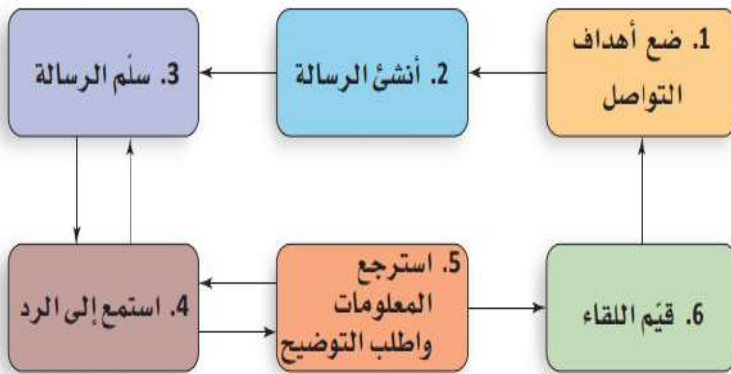 1. ضع أهداف
التواصل
2. أنشئ الرسالة
3. سلّم الرسالة
4. استمع إلى الرد
5. استرجع
المعلومات
واطلب التوضيح
6. قيّم اللقاء